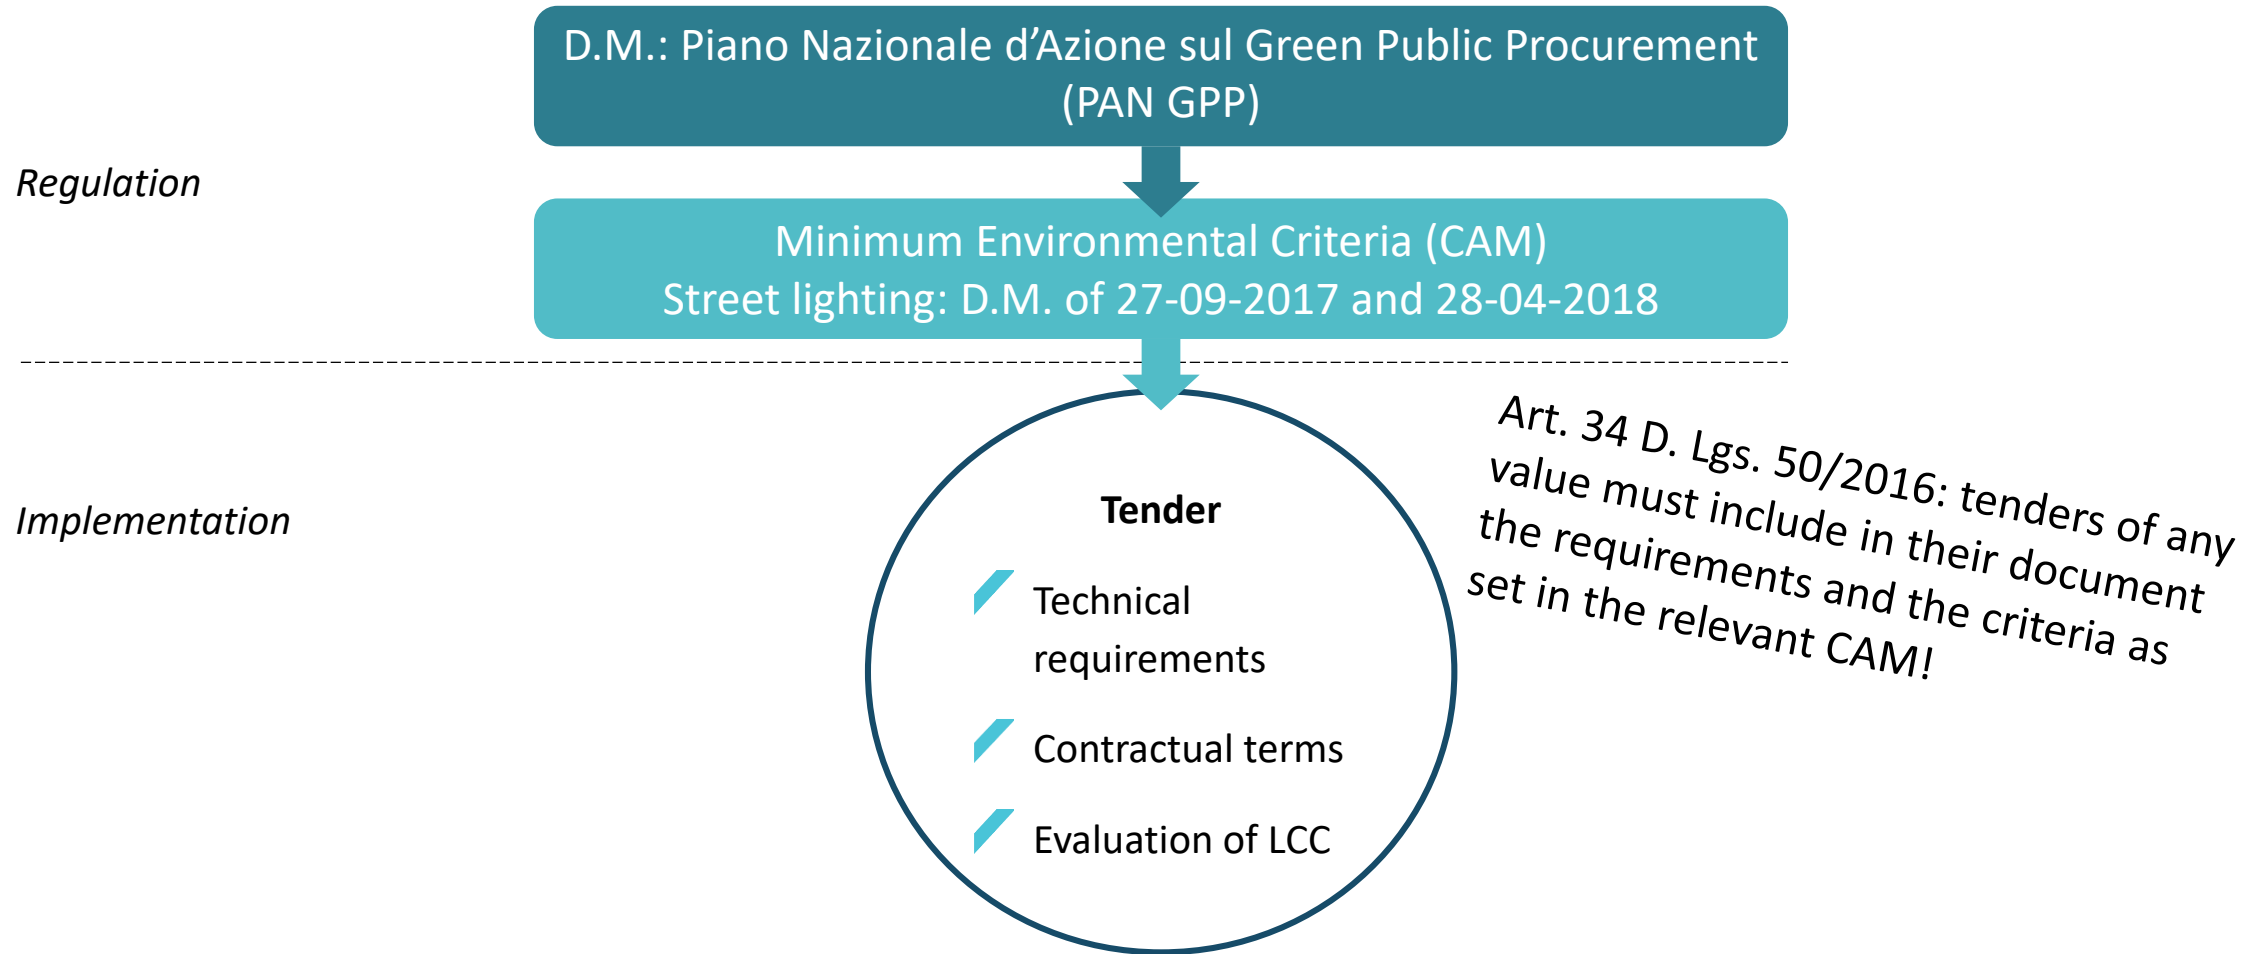 D.M.: Piano Nazionale d’Azione sul Green Public Procurement
(PAN GPP)
Regulation
Minimum Environmental Criteria (CAM)
Street lighting: D.M. of 27-09-2017 and 28-04-2018
Implementation
Tender
Technical
requirements
Contractual terms
Evaluation of LCC
Art. 34 D. Lgs. 50/2016: tenders of any
value must include in their document
the requirements and the criteria as
set in the relevant CAM!